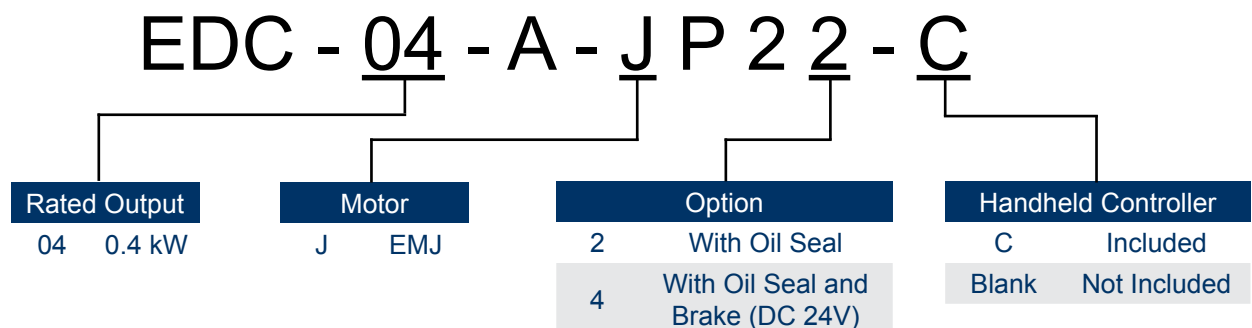 EDC - 04 - A - J P 2 2 - C
Rated Output
04 0.4 kW
Motor
J EMJ
Option
2 With Oil Seal
4 With Oil Seal and
Brake (DC 24V)
Handheld Controller
C Included
Blank Not Included